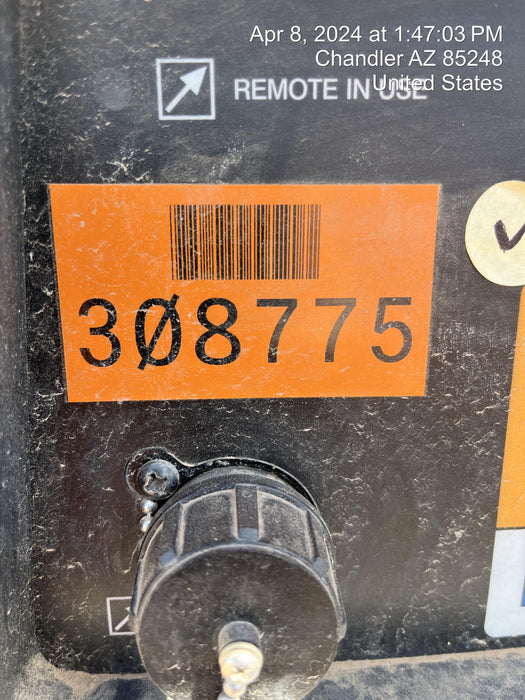 Apr 8, 2024 at 1:47:03 PM
Chandler AZ 85248
United States
REMOTE IN USE
3Ø8775